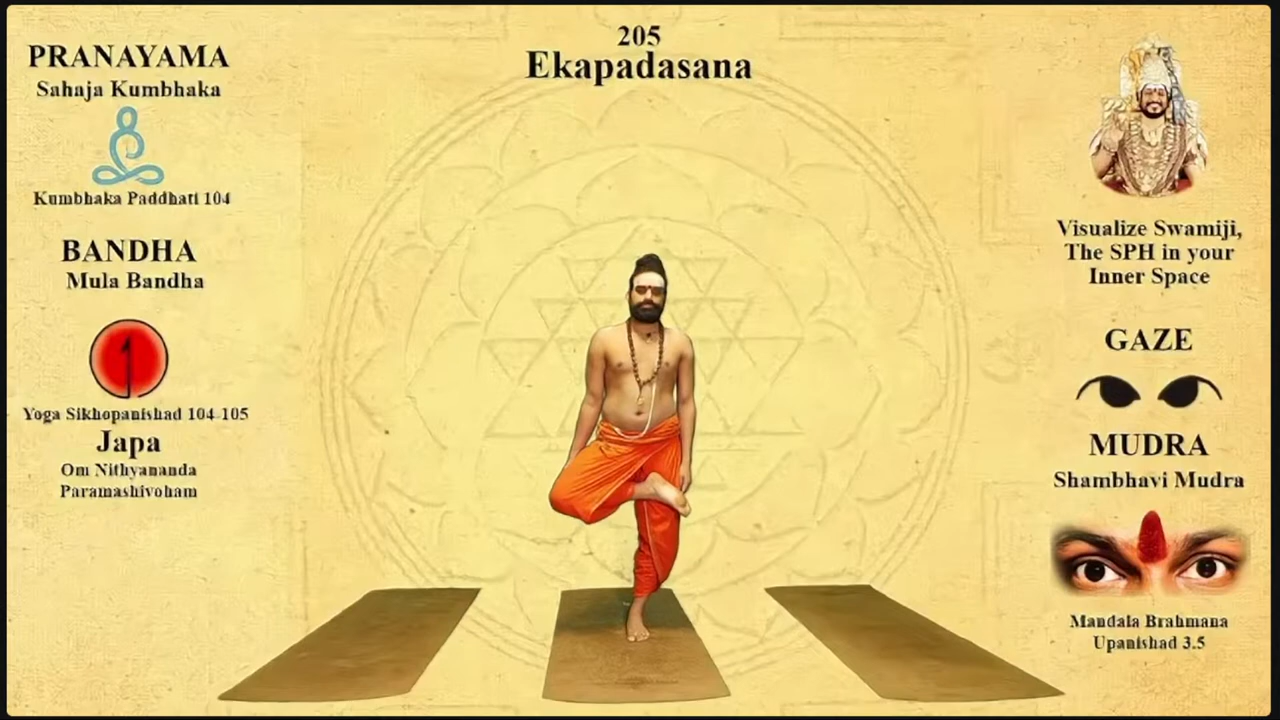 205
Ekapadasana
PRANAYAMA
Sahaja Kumbhaka
Kumbhaka Paddhati 104
BANDHA
Mula Bandha
Yoga Sikhopanishad 104-105
Japa
Om Nithyananda
Paramashivoham
Visualize Swamiji,
The SPH in your
Inner Space
GAZE
MUDRA
Shambhavi Mudra
Mandala Brahmana
Upanishad 3.5